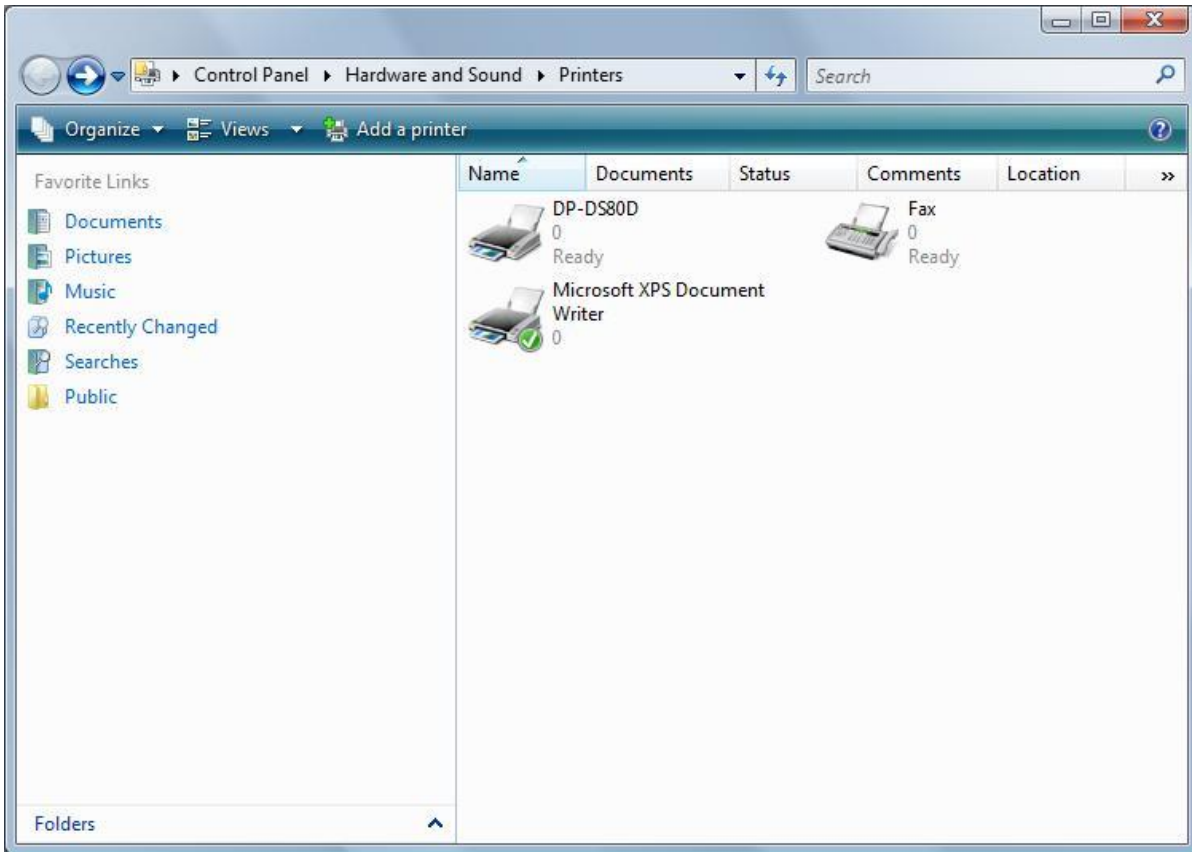 Control Panel Hardware and Sound Printers Search
Organize Views Add a printer
Favorite Links
Documents
Pictures
Music
Recently Changed
Searches
Public
Folders
Name Documents Status Comments Location »
DP-DS80D
0
Ready
Fax
0
Ready
Microsoft XPS Document
Writer
0